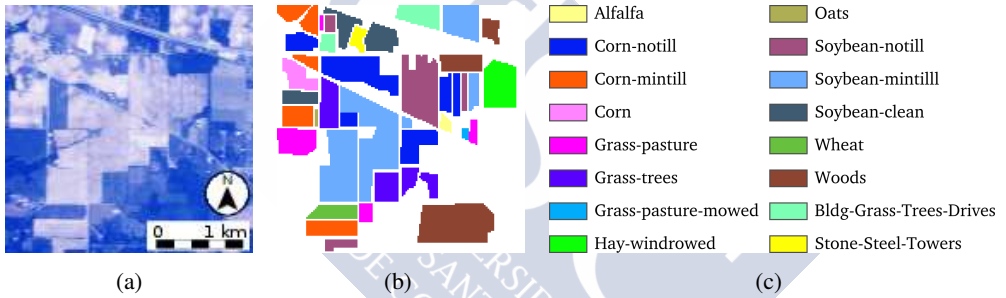 N
0 1 km
Alfalfa
Corn-notill
Corn-mintill
Corn
Grass-pasture
Grass-trees
Grass-pasture-mowed
Hay-windrowed
Oats
Soybean-notill
Soybean-mintilll
Soybean-clean
Wheat
Woods
Bldg-Grass-Trees-Drives
Stone-Steel-Towers
(a)
(b)
(c)